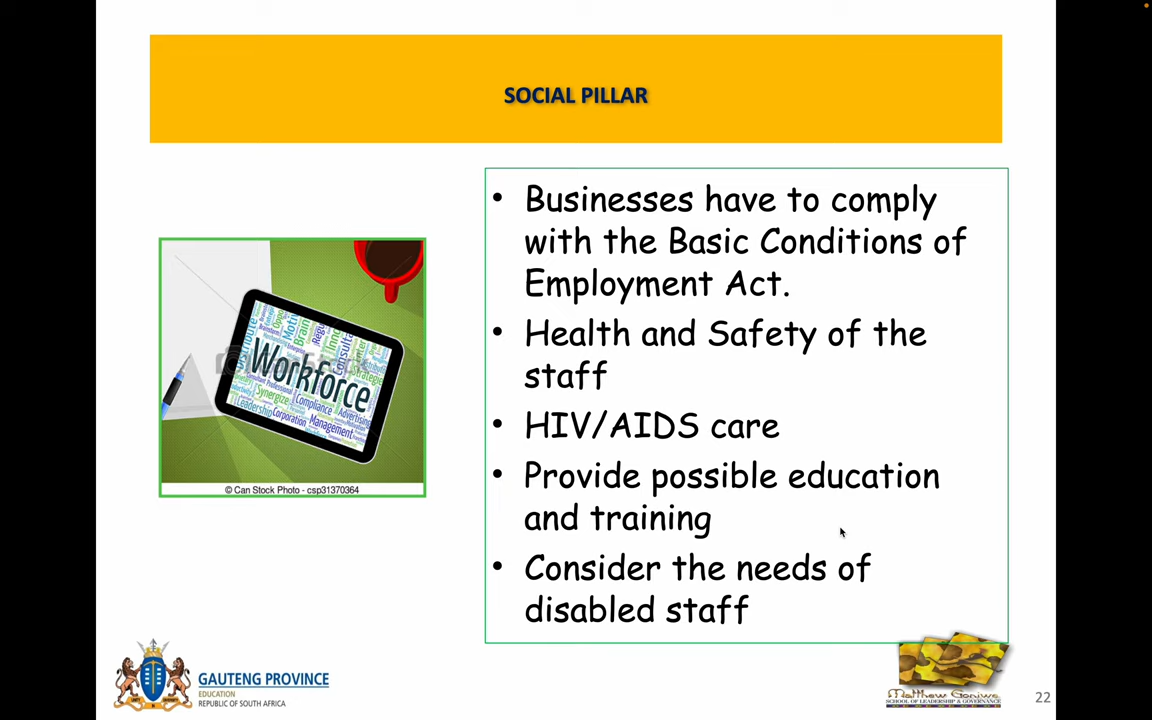 SOCIAL PILLAR
• Businesses have to comply
with the Basic Conditions of
Employment Act.
• Health and Safety of the
staff
• HIV/AIDS care
• Provide possible education
and training
• Consider the needs of
disabled staff
Workforce
Synergize
Compliance
Advertising
Leadership
Corporation
Management
© Can Stock Photo - csp31370364
GAUTENG PROVINCE
EDUCATION
REPUBLIC OF SOUTH AFRICA
Matthew Goniwe
SCHOOL OF LEADERSHIP & GOVERNANCE
22